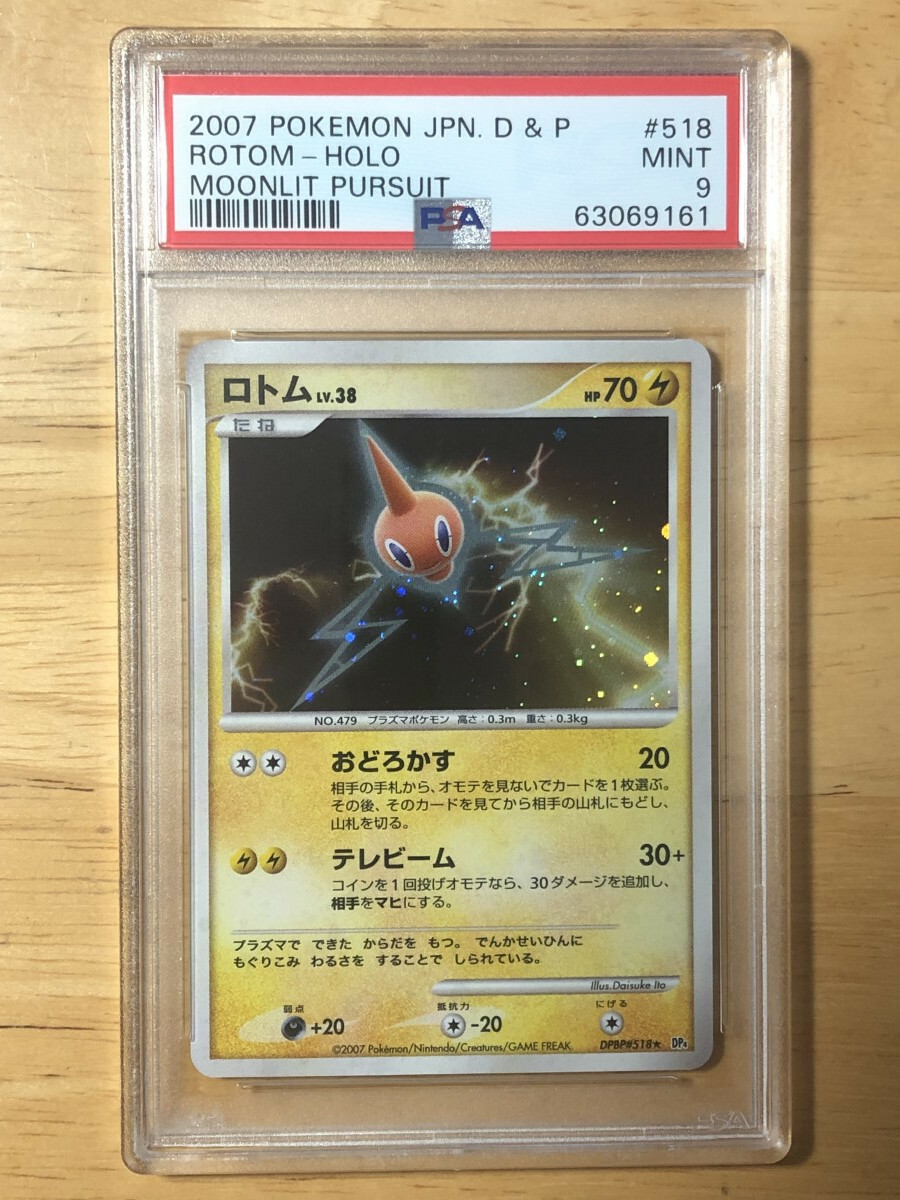 2007 POKEMON JPN. D & P #518
ROTOM - HOLO MINT
MOONLIT PURSUIT 9
PSA 63069161
ロトム LV.38 HP70
たね
NO.479 プラズマポケモン 高さ:0.3m 重さ:0.3kg
おどろかす 20
相手の手札から、オモテを見ないでカードを1枚選ぶ。
その後、そのカードを見てから相手の山札にもどし、
山札を切る。
テレビーム 30+
コインを1回投げオモテなら、30ダメージを追加し、
相手をマヒにする。
プラズマで できた からだを もつ。 でんかせいひんに
もぐりこみ わるさを することで しられている。
Illus.Daisuke Ito
弱点 抵抗力 にげる
+20 -20
©2007 Pokémon/Nintendo/Creatures/GAME FREAK DPBP#518★ DP4
PSA